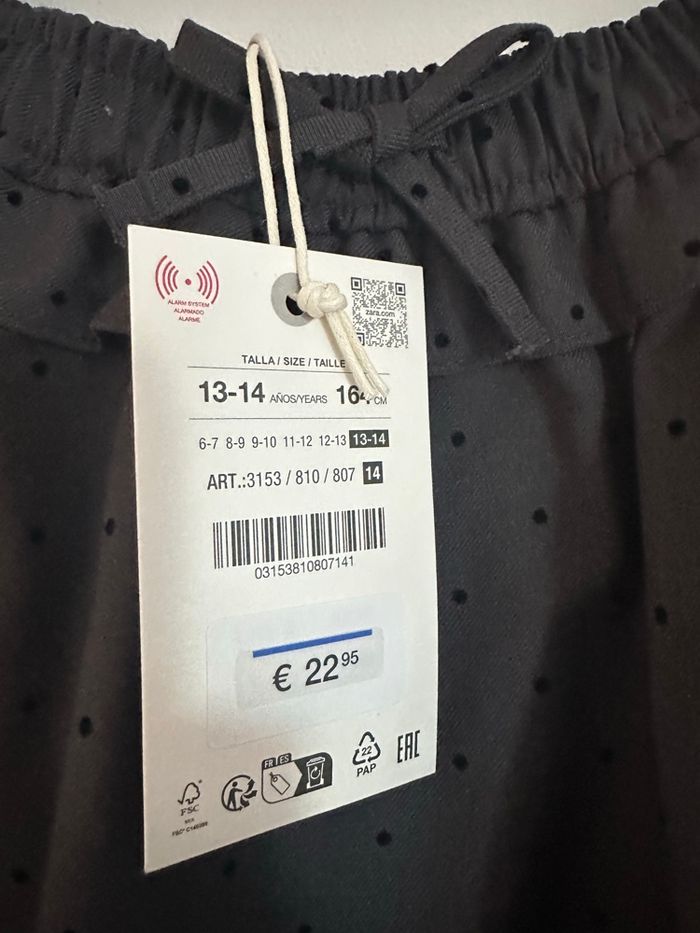 ALARM SYSTEM
ALARMADO
ALARME
zara.com
TALLA / SIZE / TAILLE
13-14 AÑOS/YEARS 164 CM
6-7 8-9 9-10 11-12 12-13 13-14
ART.:3153 / 810 / 807 14
03153810807141
€ 22 95
FR ES
22
PAP
EAC
FSC